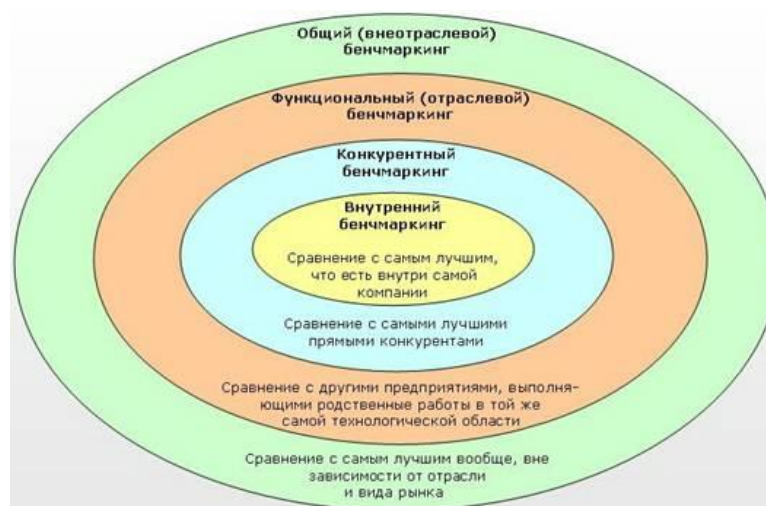 Общий (внеотраслевой)
бенчмаркинг
Функциональный (отраслевой)
бенчмаркинг
Конкурентный
бенчмаркинг
Внутренний
бенчмаркинг
Сравнение с самым лучшим,
что есть внутри самой
компании
Сравнение с самыми лучшими
прямыми конкурентами
Сравнение с другими предприятиями, выполня-
ющими родственные работы в той же
самой технологической области
Сравнение с самым лучшим вообще, вне
зависимости от отрасли
и вида рынка